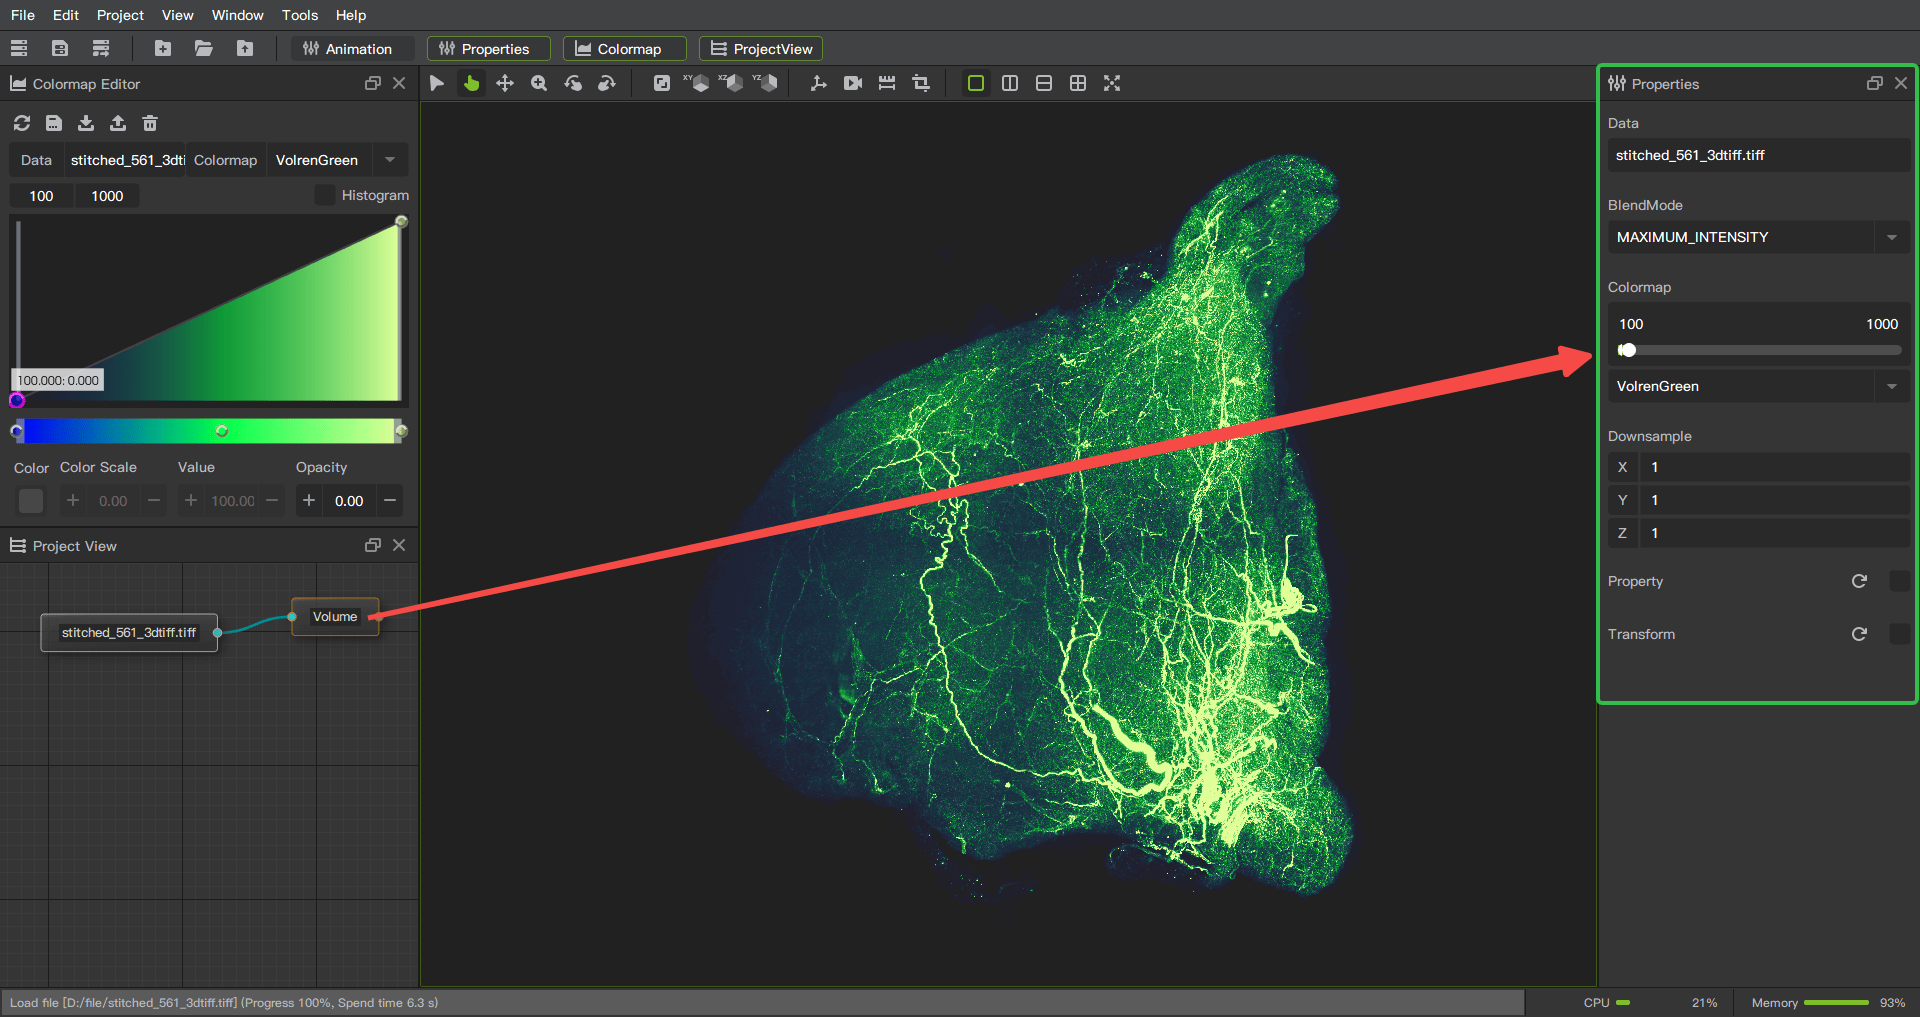 File Edit Project View Window Tools Help
Animation Properties Colormap ProjectView
Colormap Editor
XY XZ YZ
Data stitched_561_3dti Colormap VolrenGreen
100 1000 Histogram
100.000: 0.000
Color Color Scale Value Opacity
+ 0.00 − + 100.00 − + 0.00 −
Project View
stitched_561_3dtiff.tiff
Volume
Properties
Data
stitched_561_3dtiff.tiff
BlendMode
MAXIMUM_INTENSITY
Colormap
100 1000
VolrenGreen
Downsample
X 1
Y 1
Z 1
Property
Transform
Load file [D:/file/stitched_561_3dtiff.tiff] (Progress 100%, Spend time 6.3 s)
CPU 21% Memory 93%